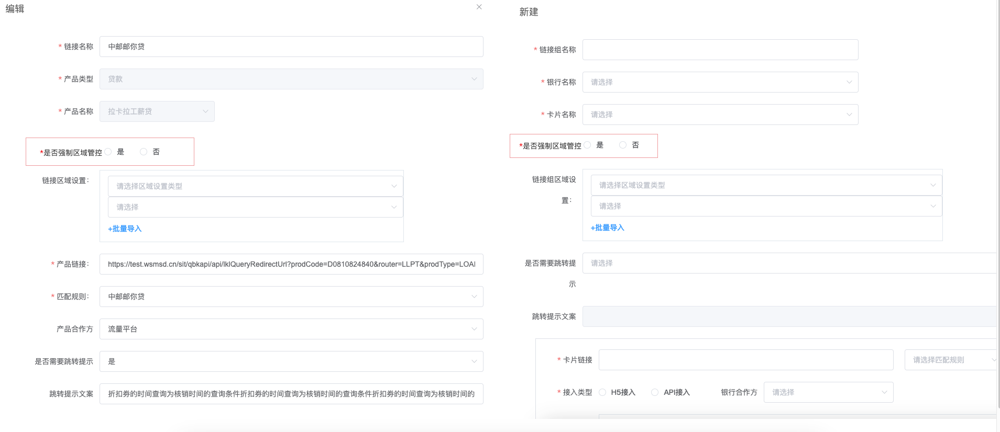 编辑
* 链接名称
中邮邮你贷
* 产品类型
贷款
* 产品名称
拉卡拉工薪贷
*是否强制区域管控
是
否
链接区域设置：
请选择区域设置类型
请选择
+批量导入
* 产品链接：
https://test.wsmsd.cn/sit/qbkapi/api/lklQueryRedirectUrl?prodCode=D0810824840&router=LLPT&prodType=LOA
* 匹配规则：
中邮邮你贷
产品合作方
流量平台
是否需要跳转提示
是
跳转提示文案
折扣券的时间查询为核销时间的查询条件折扣券的时间查询为核销时间的查询条件折扣券的时间查询为核销时间的
新建
* 链接组名称
* 银行名称
请选择
* 卡片名称
请选择
*是否强制区域管控
是
否
链接组区域设
置：
请选择区域设置类型
请选择
+批量导入
是否需要跳转提
示
请选择
跳转提示文案
* 卡片链接
请选择匹配规则
* 接入类型
H5接入
API接入
银行合作方
请选择